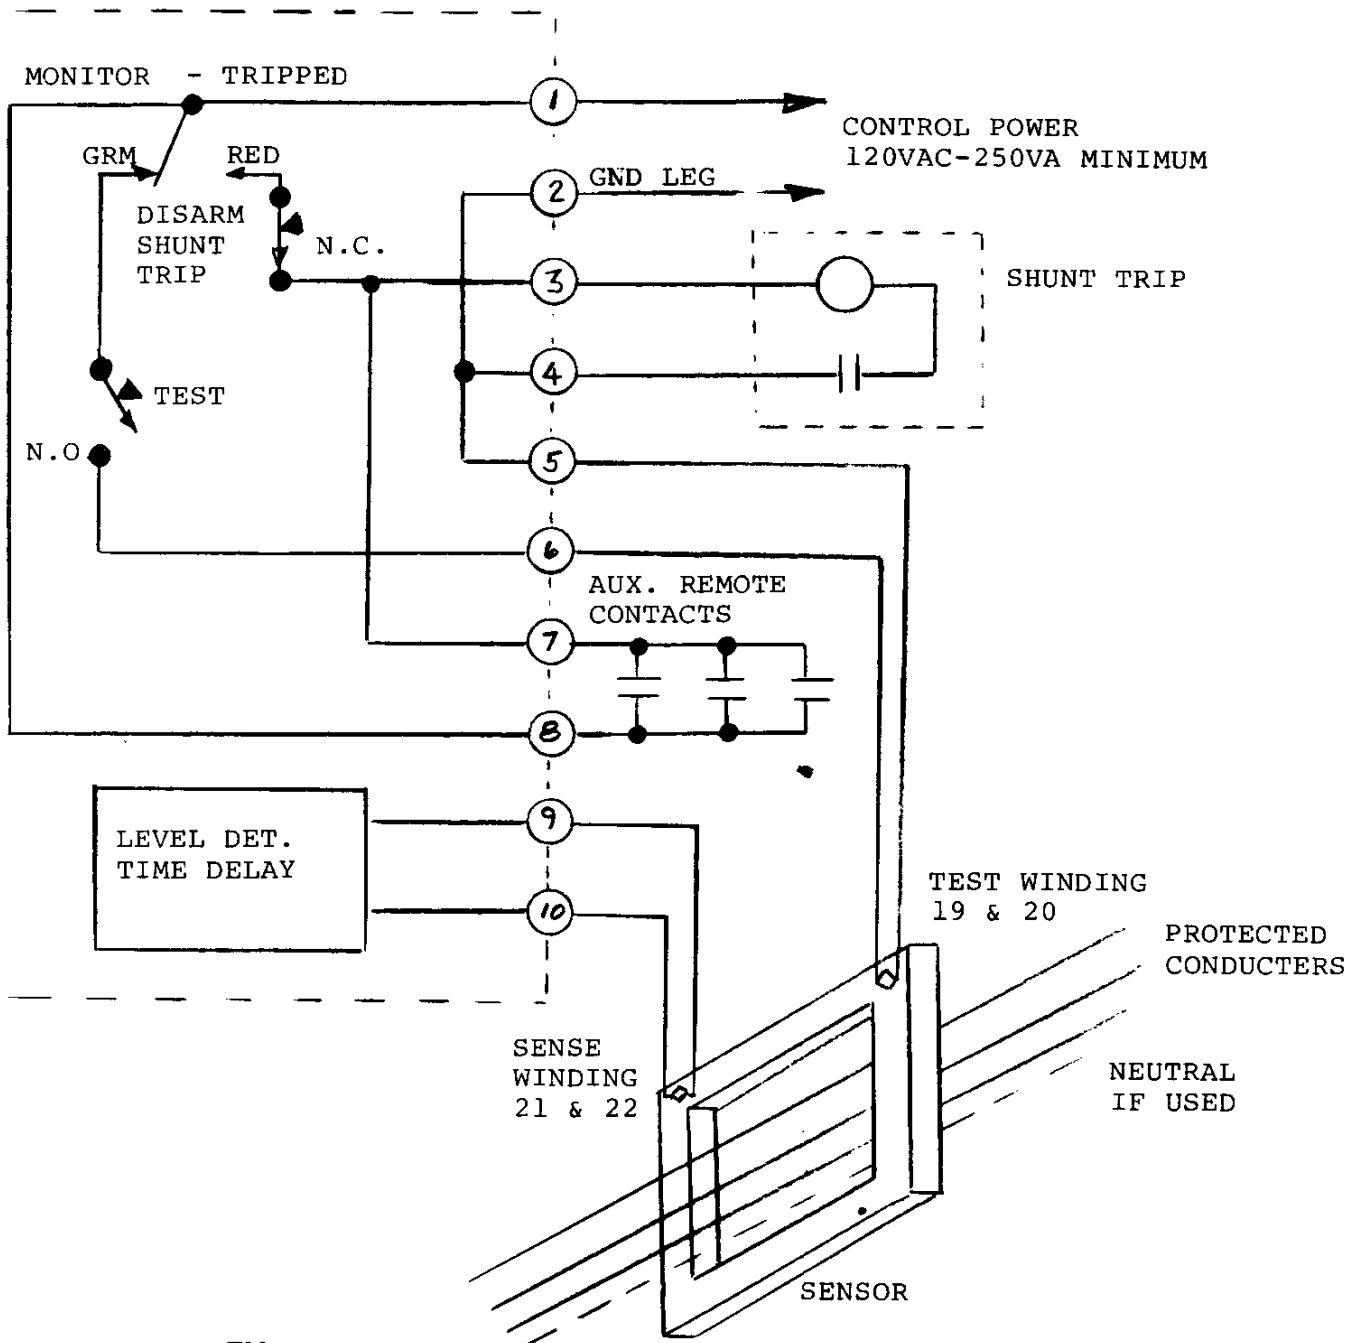 MONITOR - TRIPPED
1
CONTROL POWER
120VAC-250VA MINIMUM
GRM
RED
2
GND LEG
DISARM
SHUNT
TRIP
N.C.
3
SHUNT TRIP
4
TEST
N.O
5
6
AUX. REMOTE
CONTACTS
7
8
9
LEVEL DET.
TIME DELAY
10
TEST WINDING
19 & 20
PROTECTED
CONDUCTERS
SENSE
WINDING
21 & 22
NEUTRAL
IF USED
SENSOR